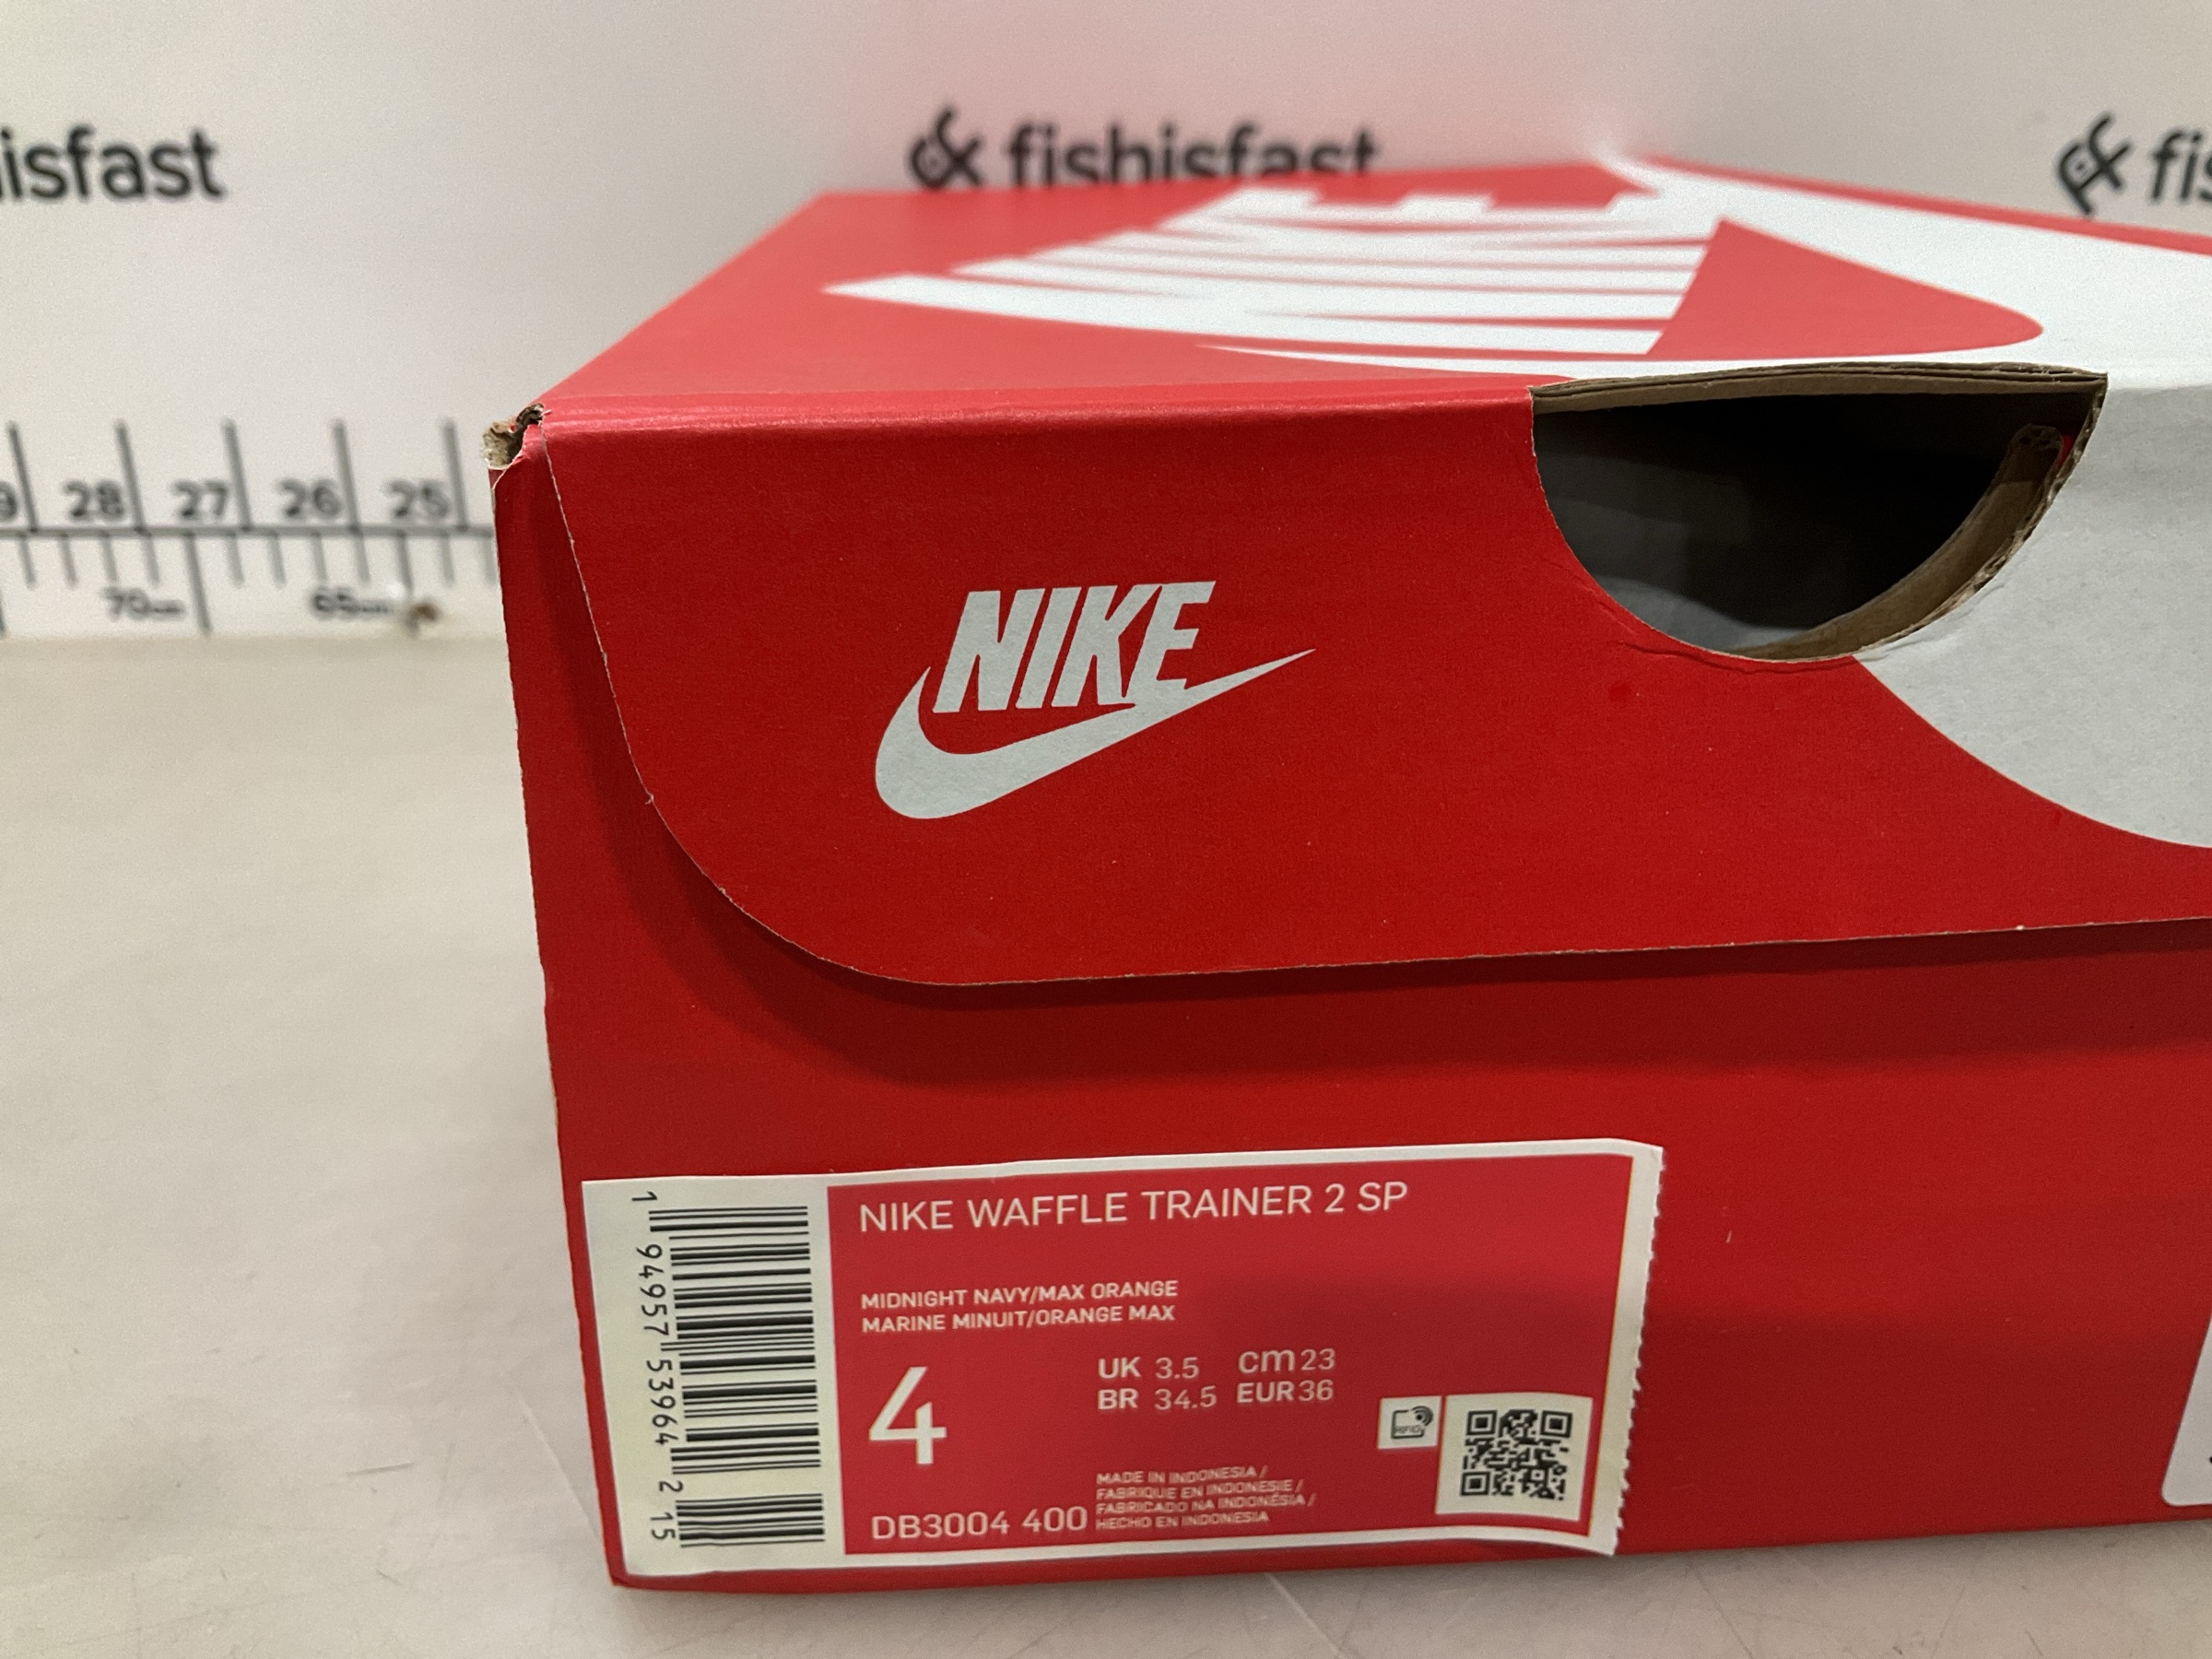 isfast
fishisfast
fis
28 27 26 25
70cm 65cm
NIKE
NIKE WAFFLE TRAINER 2 SP
MIDNIGHT NAVY/MAX ORANGE
MARINE MINUIT/ORANGE MAX
4
UK 3.5 cm 23
BR 34.5 EUR 36
RFID
MADE IN INDONESIA /
FABRIQUE EN INDONESIE /
FABRICADO NA INDONÉSIA /
HECHO EN INDONESIA
DB3004 400
1 94957 53964 2 15